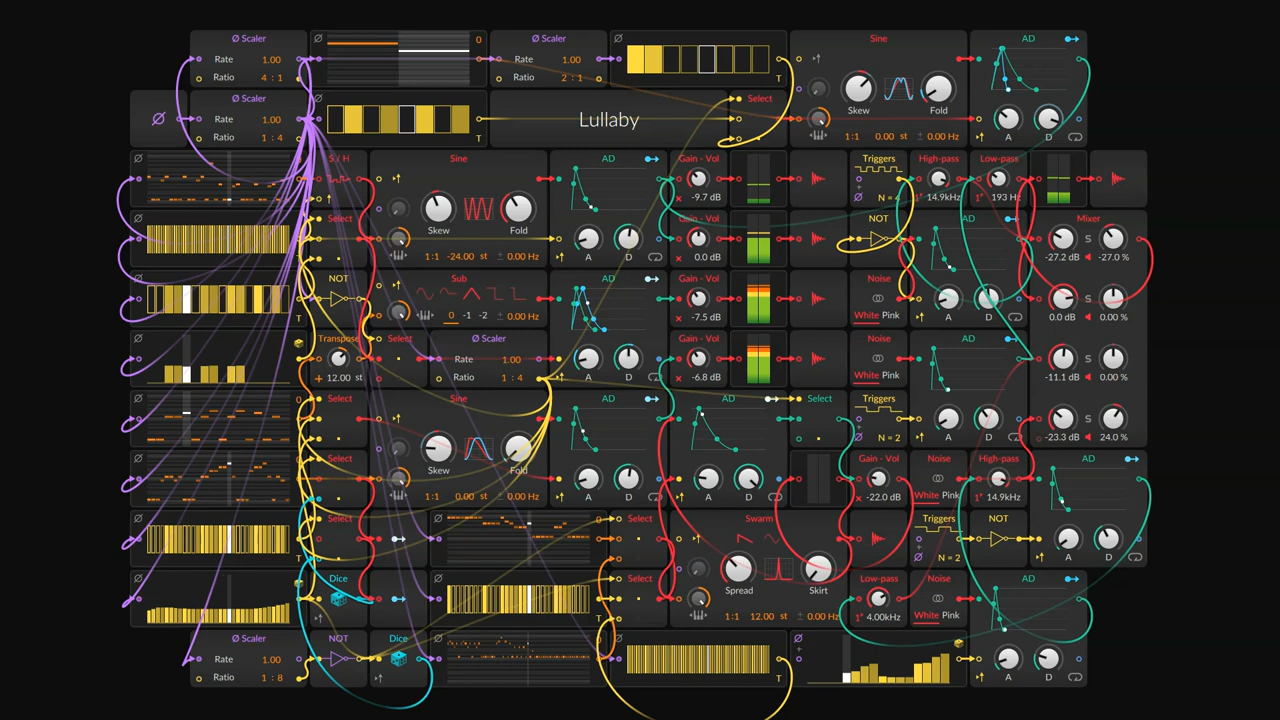 Ø Scaler
Rate 1.00
Ratio 4 : 1
0
Ø Scaler
Rate 1.00
Ratio 2 : 1
T
Sine
Skew
Fold
1:1 0.00 st ± 0.00 Hz
AD
A D
Ø Scaler
Rate 1.00
Ratio 1 : 4
T
Lullaby
Select
S / H
Sine
Skew
Fold
1:1 -24.00 st ± 0.00 Hz
AD
A D
Gain - Vol
-9.7 dB
Triggers
High-pass
14.9kHz
Low-pass
193 Hz
Select
Gain - Vol
0.0 dB
NOT
AD
A D
Mixer
-27.2 dB S -27.0 %
0.0 dB S 0.00 %
-11.1 dB S 0.00 %
-23.3 dB S 24.0 %
T
NOT
Sub
0 -1 -2 ± 0.00 Hz
AD
A D
Gain - Vol
-7.5 dB
Noise
White Pink
Transpose
+ 12.00 st
Select
Ø Scaler
Rate 1.00
Ratio 1 : 4
Gain - Vol
-6.8 dB
Noise
White Pink
AD
A D
0
Select
Sine
Skew
Fold
1:1 0.00 st ± 0.00 Hz
AD
A D
AD
A D
Select
Triggers
N = 2
Select
Gain - Vol
-22.0 dB
Noise
White Pink
High-pass
14.9kHz
AD
A D
T
Select
0
Select
Swarm
Spread
Skirt
1:1 12.00 st ± 0.00 Hz
Triggers
N = 2
NOT
Dice
T
Select
Low-pass
4.00kHz
Noise
White Pink
AD
A D
Ø Scaler
Rate 1.00
Ratio 1 : 8
NOT
Dice
T